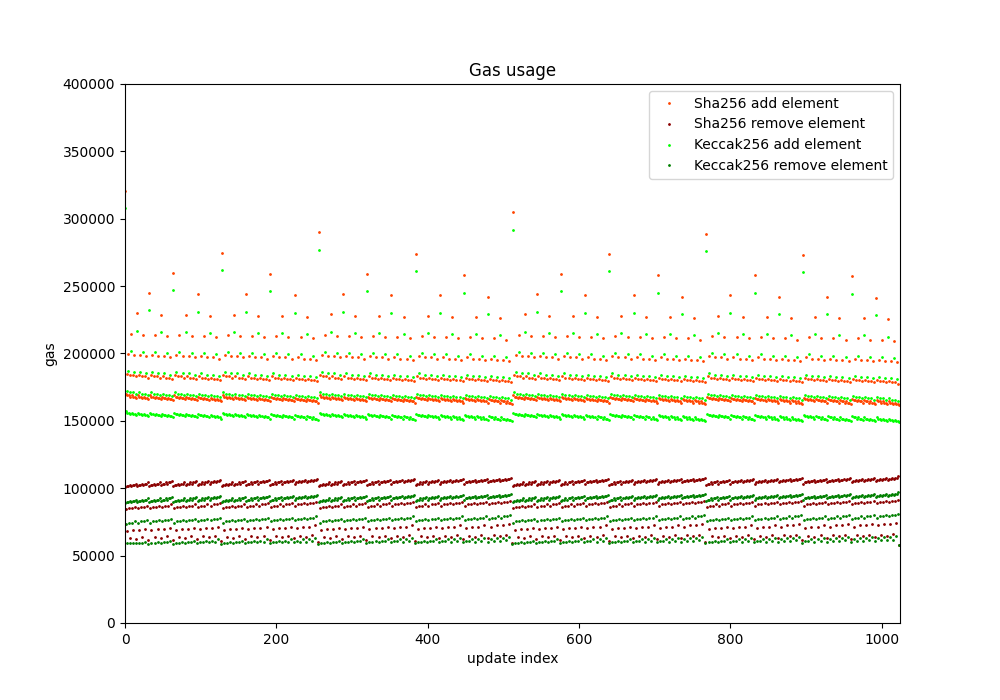 Gas usage
400000
350000
300000
250000
200000
150000
100000
50000
0
gas
Sha256 add element
Sha256 remove element
Keccak256 add element
Keccak256 remove element
0 200 400 600 800 1000
update index